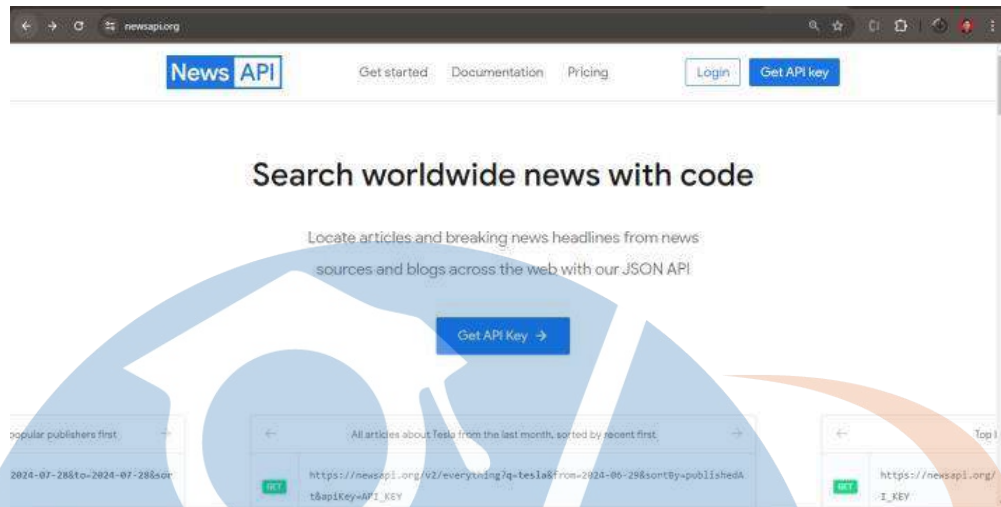 newsapi.org
News API
Get started Documentation Pricing Login Get API key
Search worldwide news with code
Locate articles and breaking news headlines from news
sources and blogs across the web with our JSON API
Get API Key →
popular publishers first →
2024-07-28&to=2024-07-28&sor
← All articles about Tesla from the last month, sorted by recent first →
GET https://newsapi.org/v2/everything?q=tesla&from=2024-06-29&sortBy=publishedA
t&apiKey=API_KEY
← Top
GET https://newsapi.org/
I_KEY